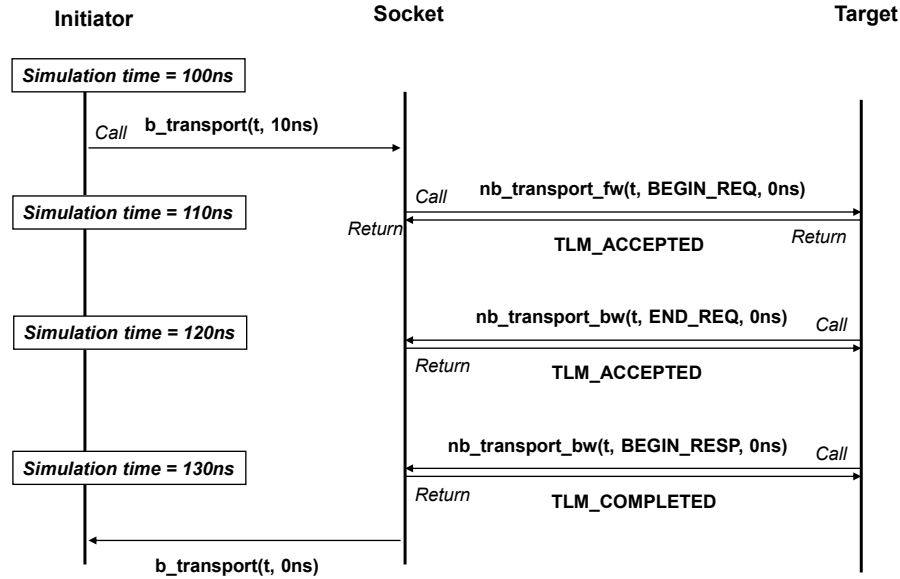 Initiator
Socket
Target
Simulation time = 100ns
Call
b_transport(t, 10ns)
nb_transport_fw(t, BEGIN_REQ, 0ns)
Call
Simulation time = 110ns
Return
TLM_ACCEPTED
Return
nb_transport_bw(t, END_REQ, 0ns)
Call
Simulation time = 120ns
Return
TLM_ACCEPTED
nb_transport_bw(t, BEGIN_RESP, 0ns)
Call
Simulation time = 130ns
Return
TLM_COMPLETED
b_transport(t, 0ns)